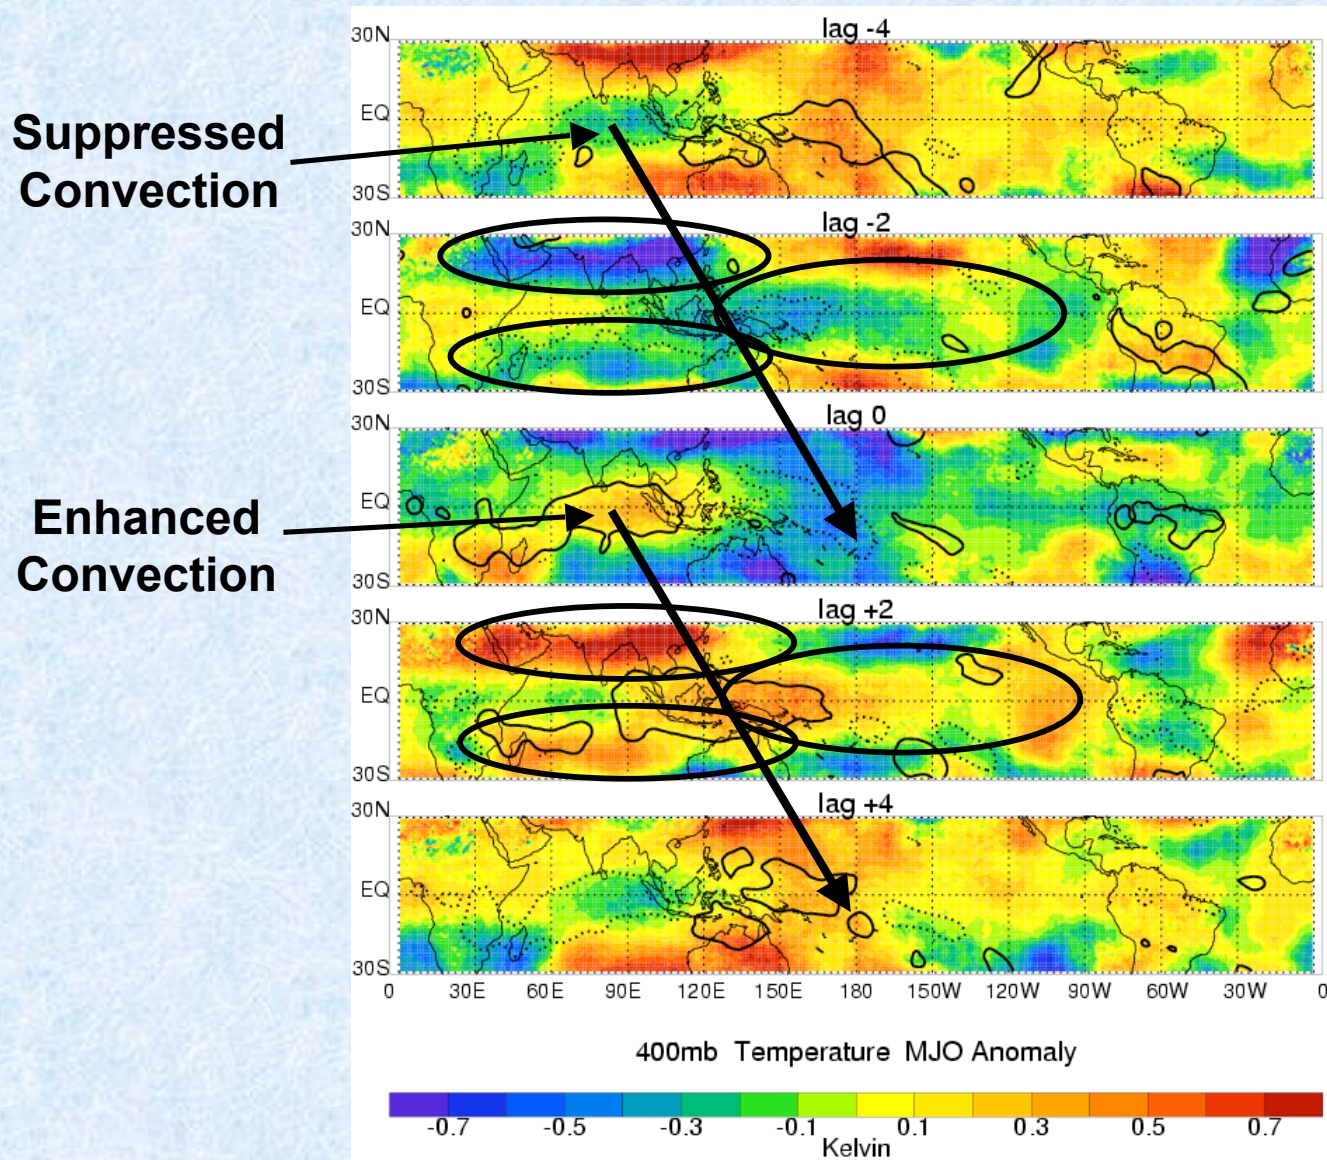 lag -4
30N
EQ
30S
Suppressed
Convection
lag -2
30N
EQ
30S
lag 0
30N
EQ
30S
Enhanced
Convection
lag +2
30N
EQ
30S
lag +4
30N
EQ
30S
0 30E 60E 90E 120E 150E 180 150W 120W 90W 60W 30W 0
400mb Temperature MJO Anomaly
-0.7 -0.5 -0.3 -0.1 0.1 0.3 0.5 0.7
Kelvin